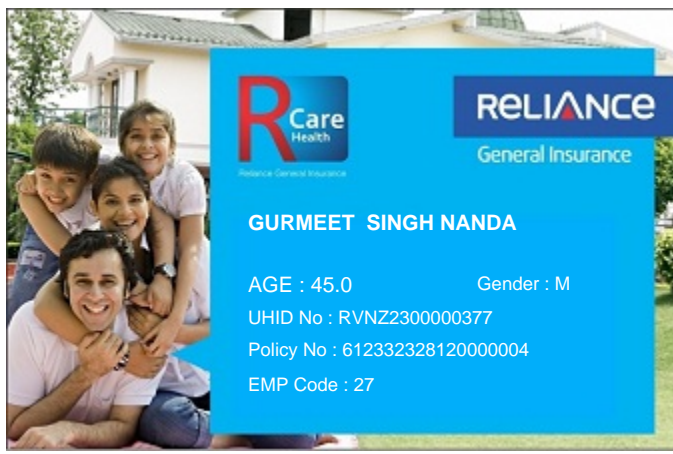 R Care
Health
Reliance General Insurance
RELIANCE
General Insurance
GURMEET SINGH NANDA
AGE : 45.0 Gender : M
UHID No : RVNZ2300000377
Policy No : 612332328120000004
EMP Code : 27